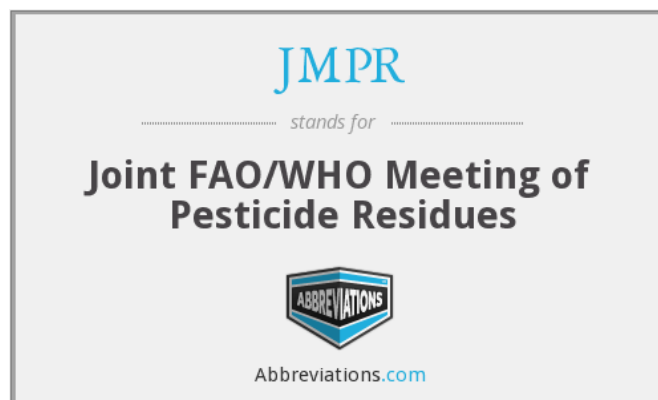 JMPR
stands for
Joint FAO/WHO Meeting of
Pesticide Residues
ABBREVIATIONS
Abbreviations.com